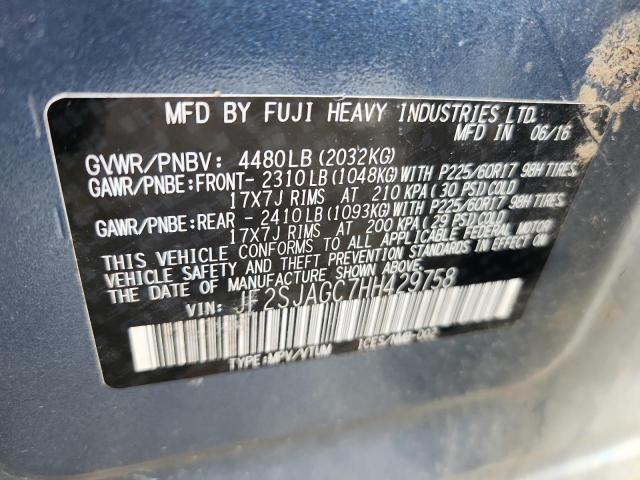 MFD BY FUJI HEAVY INDUSTRIES LTD.
MFD IN 06/16
GVWR/PNBV: 4480LB(2032KG)
GAWR/PNBE:FRONT-2310LB(1048KG)WITH P225/60R17 98H TIRES,
17X7J RIMS AT 210 KPA(30 PSI)COLD
GAWR/PNBE:REAR -2410LB(1093KG)WITH P225/60R17 98H TIRES,
17X7J RIMS AT 200 KPA(29 PSI)COLD
THIS VEHICLE CONFORMS TO ALL APPLICABLE FEDERAL MOTOR
VEHICLE SAFETY AND THEFT PREVENTION STANDARDS IN EFFECT ON
THE DATE OF MANUFACTURE SHOWN ABOVE.
VIN: JF2SJAGC7HH429758
TYPE:MPV/VTUM ICES/NMB-002